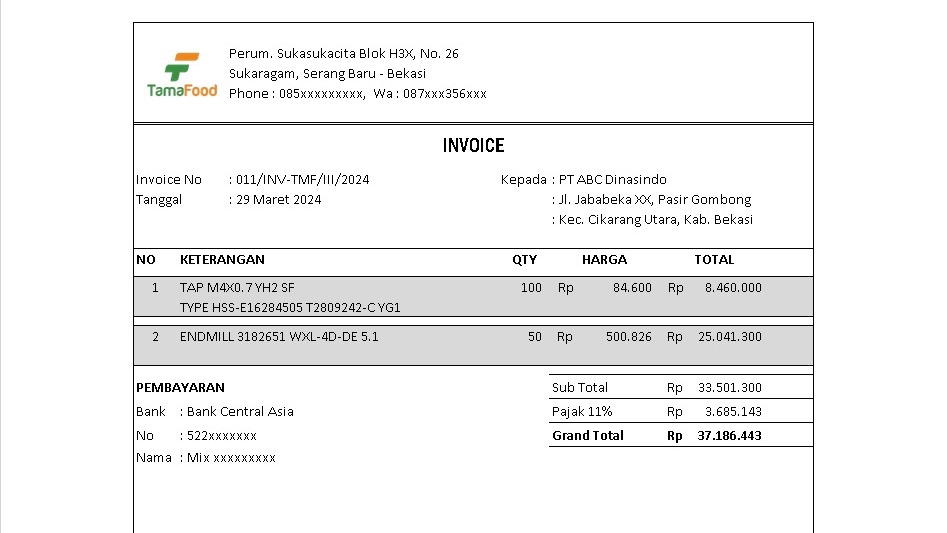 TamaFood
Perum. Sukasukacita Blok H3X, No. 26
Sukaragam, Serang Baru - Bekasi
Phone : 085xxxxxxxxx, Wa : 087xxx356xxx
INVOICE
Invoice No : 011/INV-TMF/III/2024
Tanggal : 29 Maret 2024
Kepada : PT ABC Dinasindo
: Jl. Jababeka XX, Pasir Gombong
: Kec. Cikarang Utara, Kab. Bekasi
NO KETERANGAN QTY HARGA TOTAL
1 TAP M4X0.7 YH2 SF 100 Rp 84.600 Rp 8.460.000
TYPE HSS-E16284505 T2809242-C YG1
2 ENDMILL 3182651 WXL-4D-DE 5.1 50 Rp 500.826 Rp 25.041.300
PEMBAYARAN
Bank : Bank Central Asia
No : 522xxxxxxx
Nama : Mix xxxxxxxxx
Sub Total Rp 33.501.300
Pajak 11% Rp 3.685.143
Grand Total Rp 37.186.443